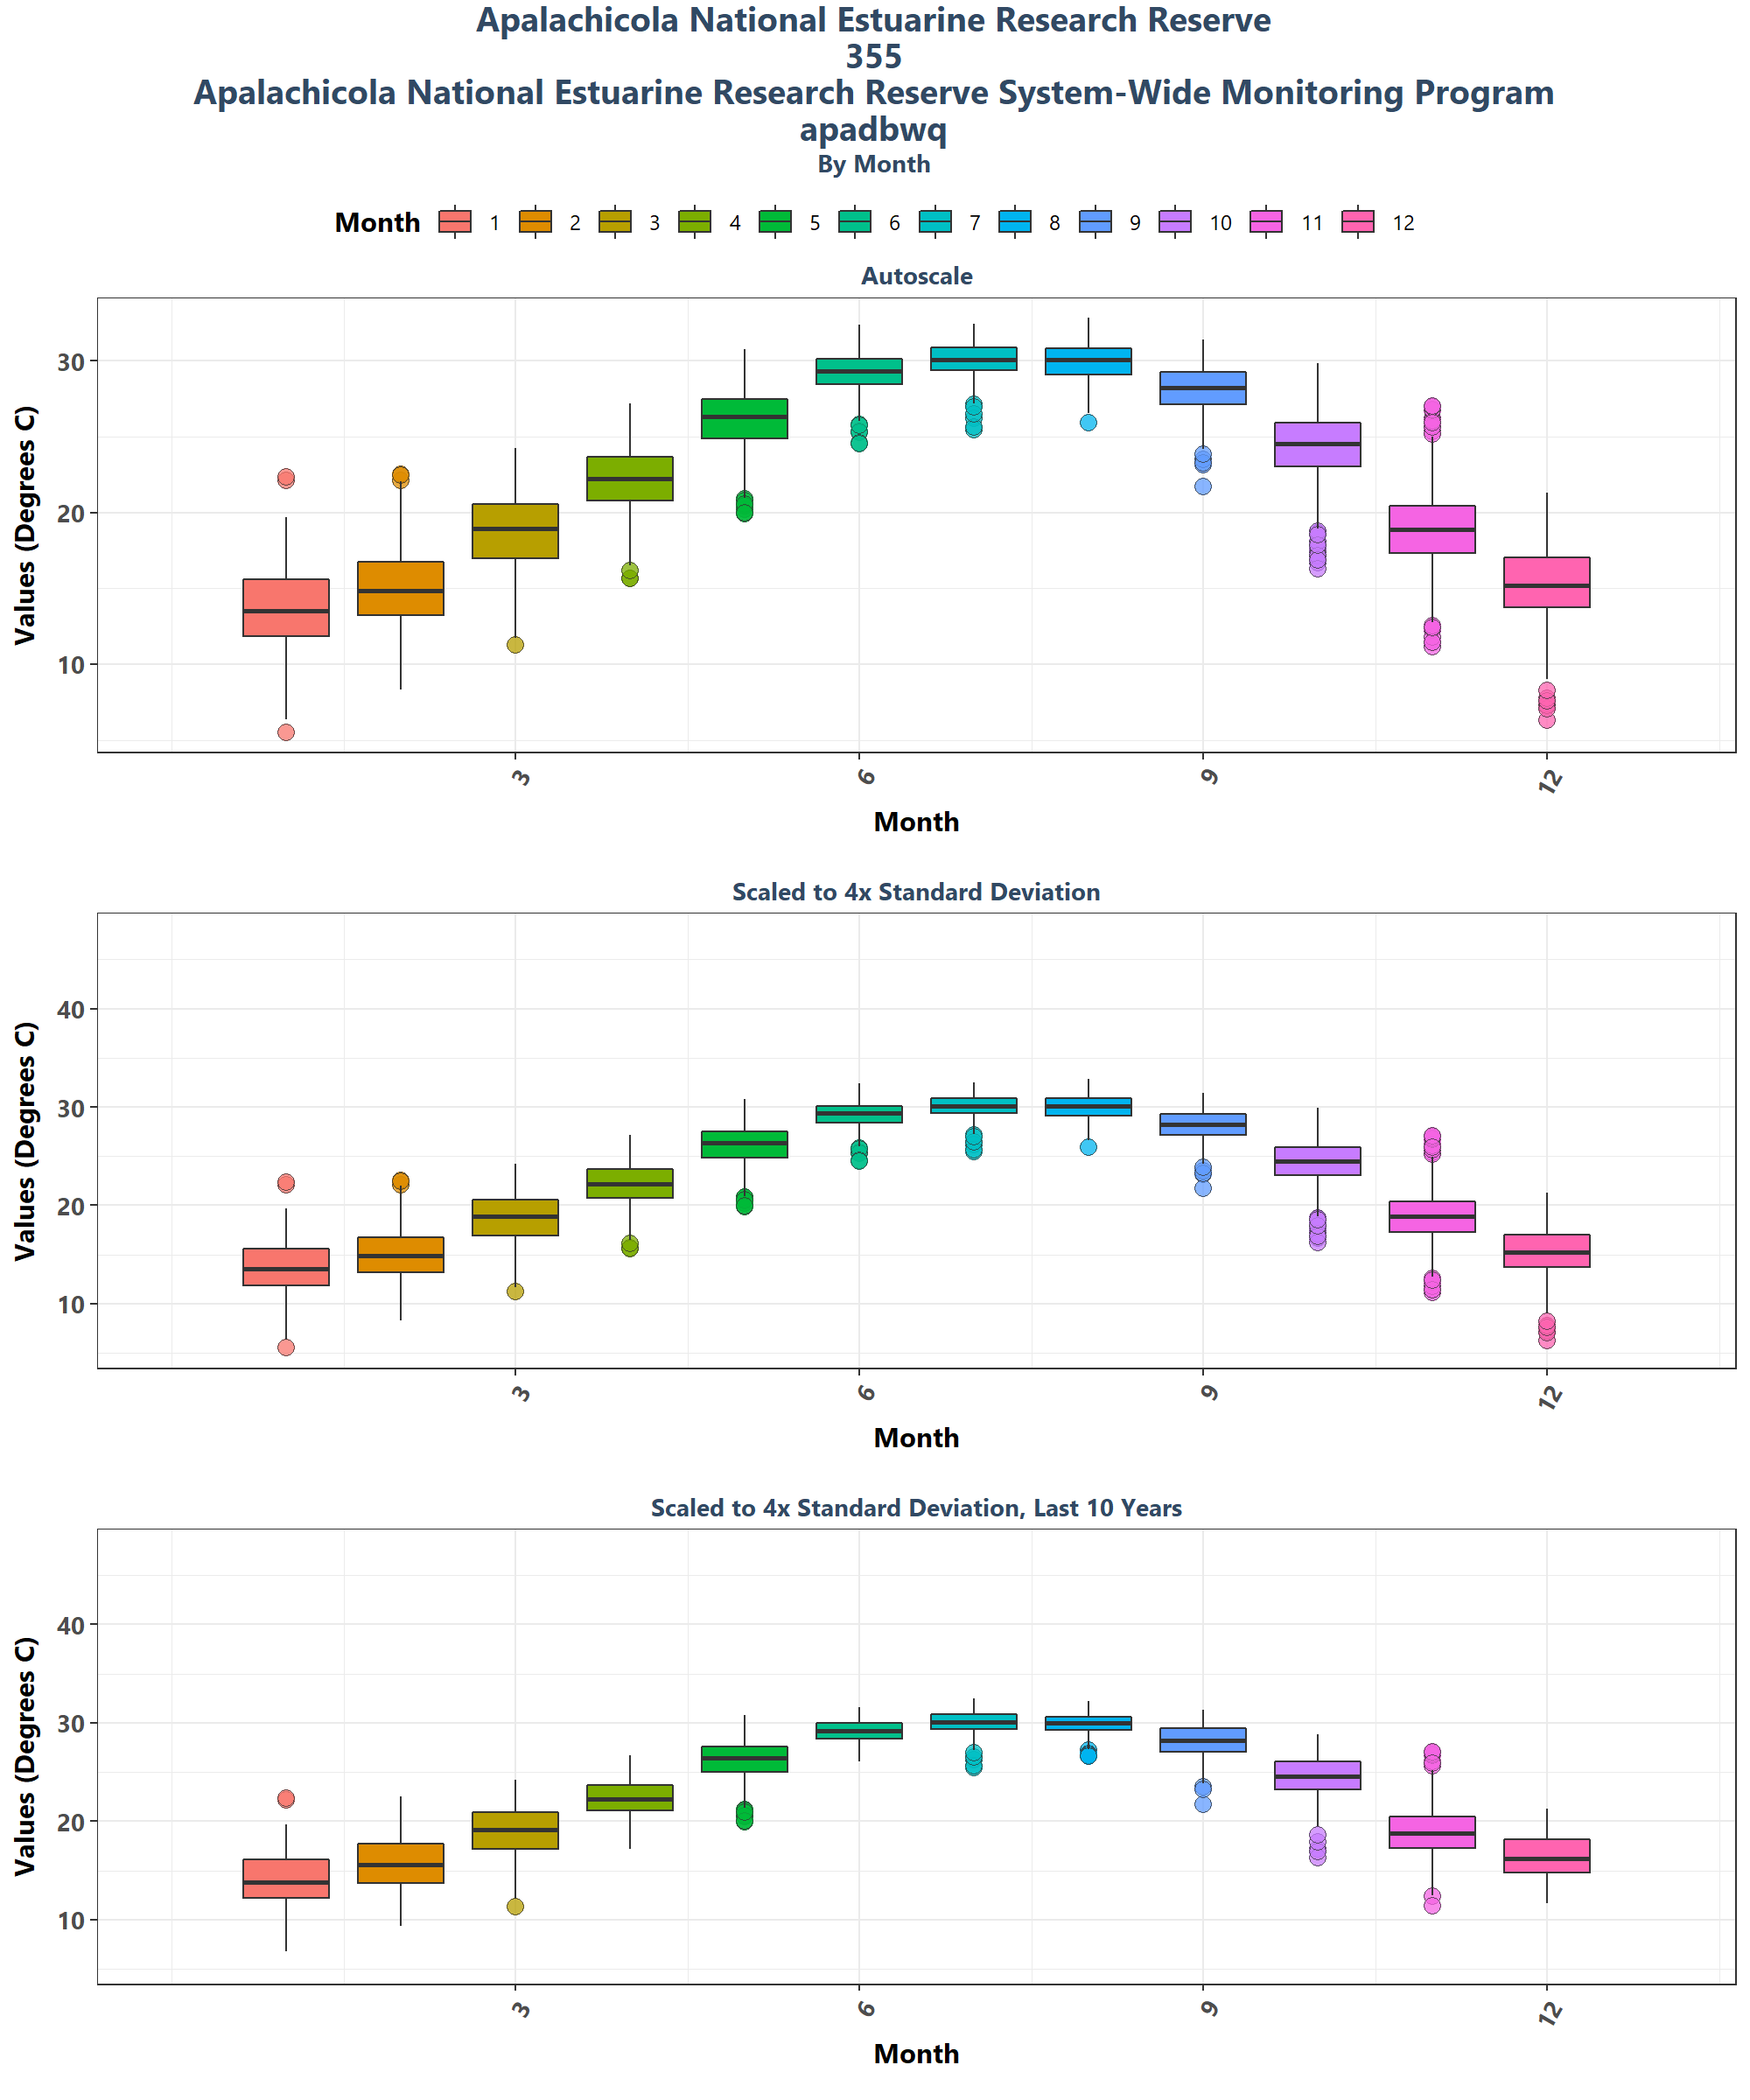 Apalachicola National Estuarine Research Reserve
355
Apalachicola National Estuarine Research Reserve System-Wide Monitoring Program
apadbwq
By Month
Month 1 2 3 4 5 6 7 8 9 10 11 12
Autoscale
Values (Degrees C)
30
20
10
3 6 9 12
Month
Scaled to 4x Standard Deviation
Values (Degrees C)
40
30
20
10
3 6 9 12
Month
Scaled to 4x Standard Deviation, Last 10 Years
Values (Degrees C)
40
30
20
10
3 6 9 12
Month